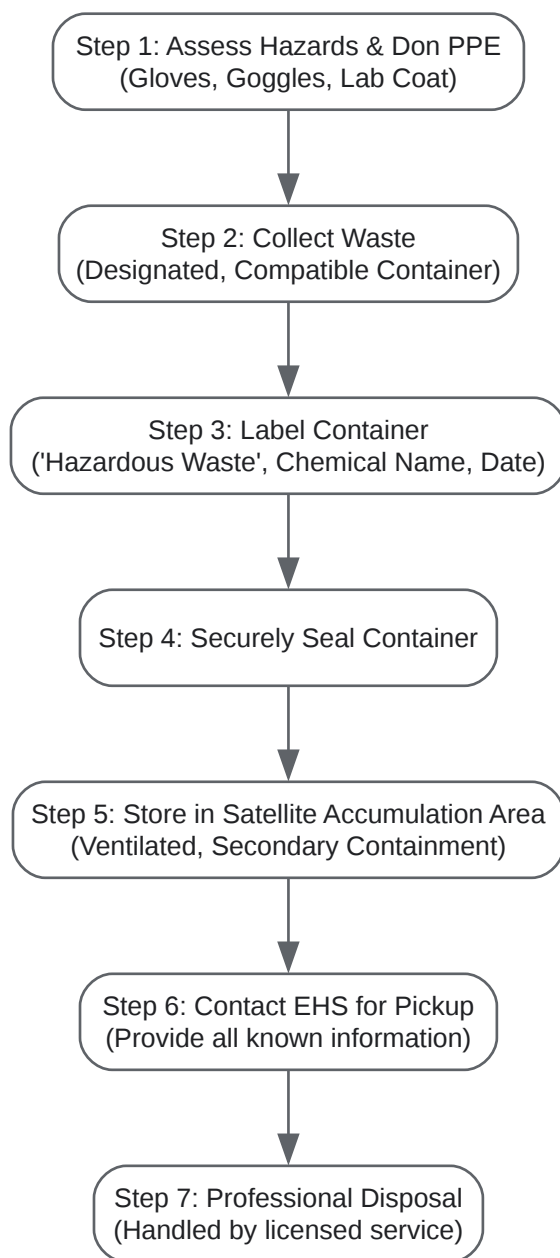 Step 1: Assess Hazards & Don PPE
(Gloves, Goggles, Lab Coat)
Step 2: Collect Waste
(Designated, Compatible Container)
Step 3: Label Container
('Hazardous Waste', Chemical Name, Date)
Step 4: Securely Seal Container
Step 5: Store in Satellite Accumulation Area
(Ventilated, Secondary Containment)
Step 6: Contact EHS for Pickup
(Provide all known information)
Step 7: Professional Disposal
(Handled by licensed service)